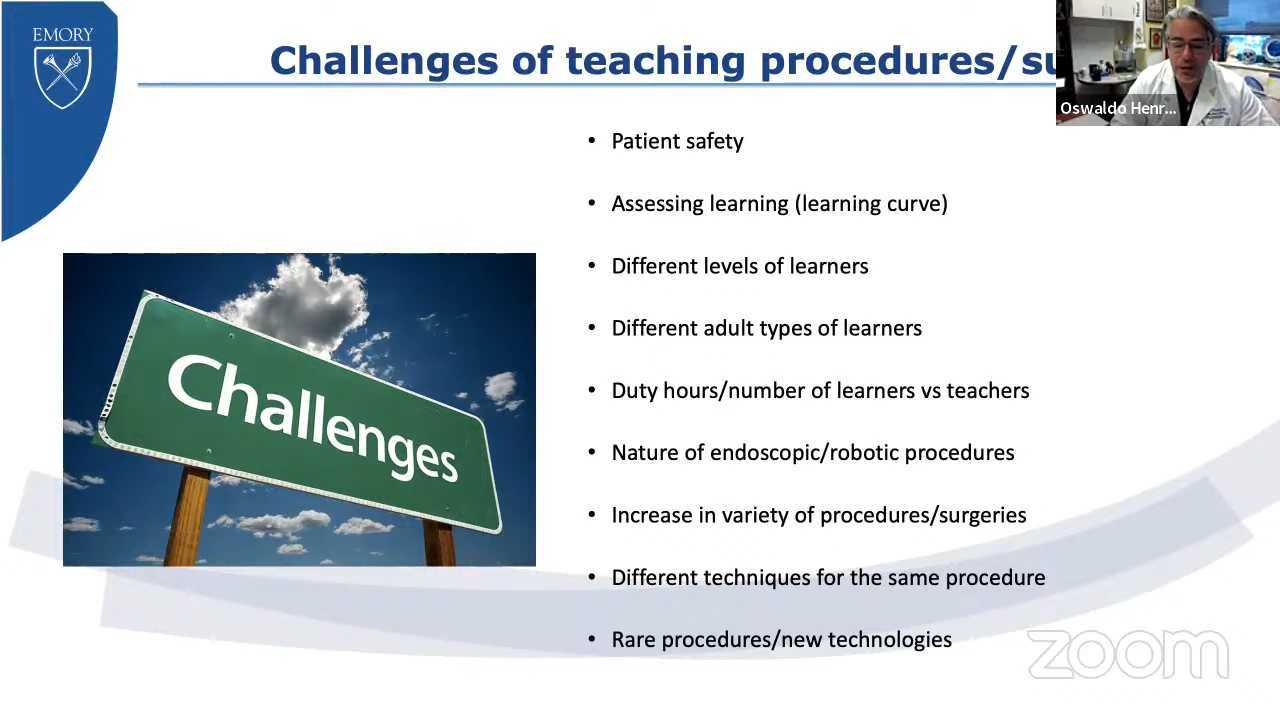 EMORY
Challenges of teaching procedures/su
Oswaldo Henr...
• Patient safety
• Assessing learning (learning curve)
• Different levels of learners
• Different adult types of learners
• Duty hours/number of learners vs teachers
• Nature of endoscopic/robotic procedures
• Increase in variety of procedures/surgeries
• Different techniques for the same procedure
• Rare procedures/new technologies
Challenges
zoom